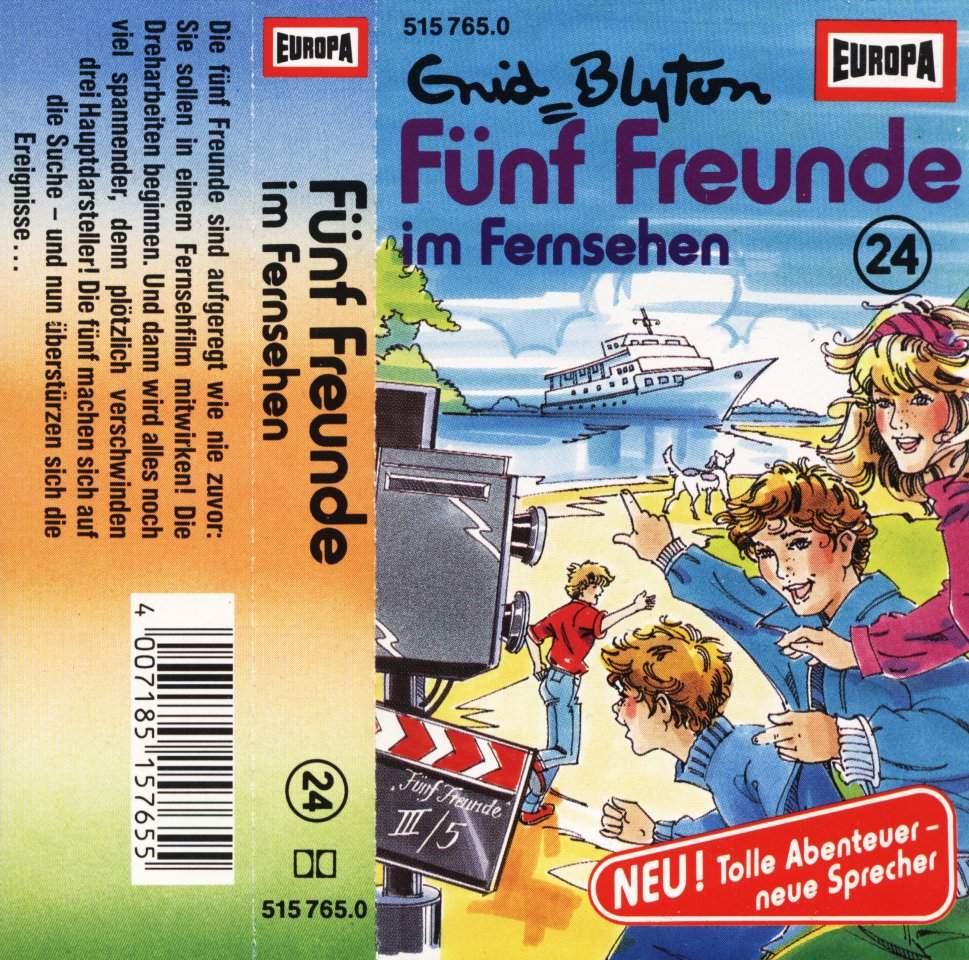 Die fünf Freunde sind aufgeregt wie nie zuvor:
Sie sollen in einem Fernsehfilm mitwirken! Die
Dreharbeiten beginnen. Und dann wird alles noch
viel spannender, denn plötzlich verschwinden
drei Hauptdarsteller! Die fünf machen sich auf
die Suche – und nun überstürzen sich die
Ereignisse...
4 007185 157655
EUROPA
Fünf Freunde
im Fernsehen
24
515 765.0
515 765.0
EUROPA
Enid Blyton
Fünf Freunde
im Fernsehen
24
"Fünf Freunde"
III/5
NEU! Tolle Abenteuer –
neue Sprecher